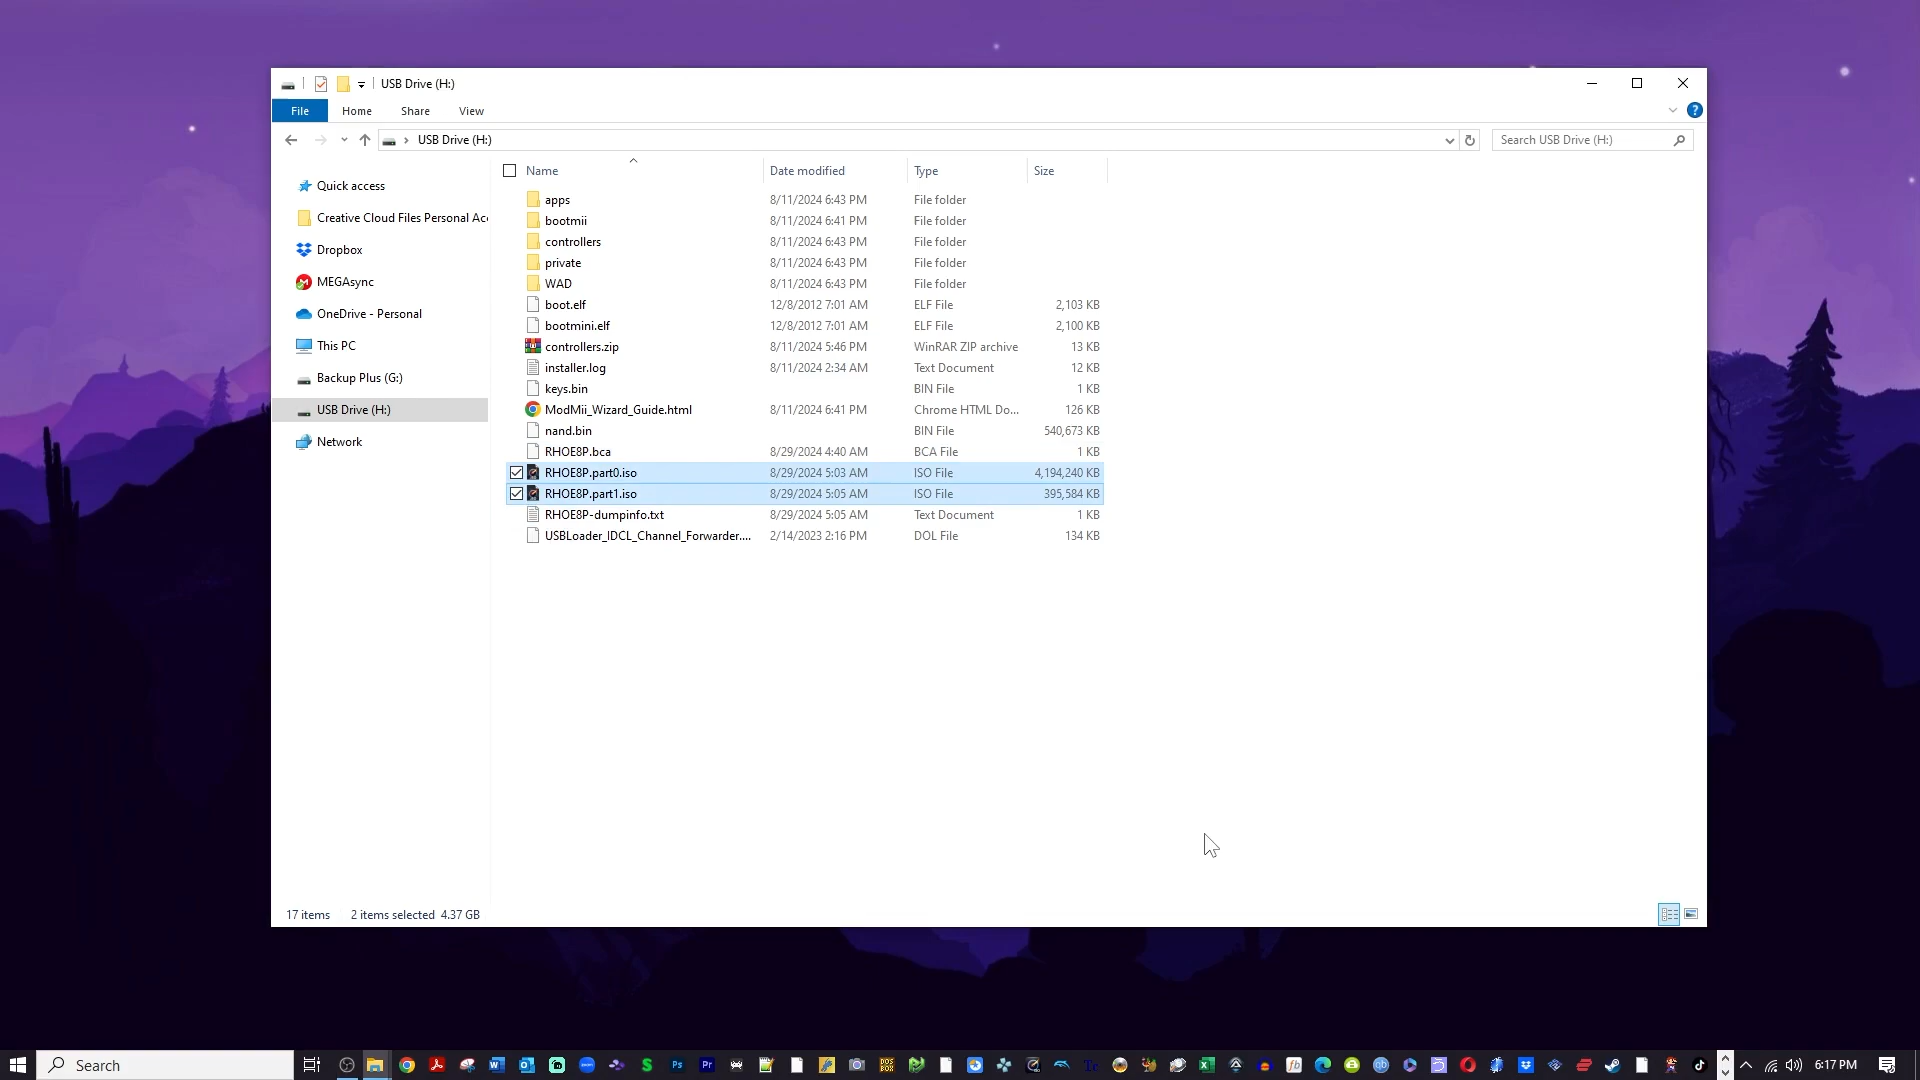 USB Drive (H:)
File Home Share View
USB Drive (H:) Search USB Drive (H:)
Name Date modified Type Size
Quick access
Creative Cloud Files Personal Acc
Dropbox
MEGAsync
OneDrive - Personal
This PC
Backup Plus (G:)
USB Drive (H:)
Network
apps 8/11/2024 6:43 PM File folder
bootmii 8/11/2024 6:41 PM File folder
controllers 8/11/2024 6:43 PM File folder
private 8/11/2024 6:43 PM File folder
WAD 8/11/2024 6:43 PM File folder
boot.elf 12/8/2012 7:01 AM ELF File 2,103 KB
bootmini.elf 12/8/2012 7:01 AM ELF File 2,100 KB
controllers.zip 8/11/2024 5:46 PM WinRAR ZIP archive 13 KB
installer.log 8/11/2024 2:34 AM Text Document 12 KB
keys.bin BIN File 1 KB
ModMii_Wizard_Guide.html 8/11/2024 6:41 PM Chrome HTML Do... 126 KB
nand.bin BIN File 540,673 KB
RHOE8P.bca 8/29/2024 4:40 AM BCA File 1 KB
RHOE8P.part0.iso 8/29/2024 5:03 AM ISO File 4,194,240 KB
RHOE8P.part1.iso 8/29/2024 5:05 AM ISO File 395,584 KB
RHOE8P-dumpinfo.txt 8/29/2024 5:05 AM Text Document 1 KB
USBLoader_IDCL_Channel_Forwarder.... 2/14/2023 2:16 PM DOL File 134 KB
17 items 2 items selected 4.37 GB
Search
6:17 PM